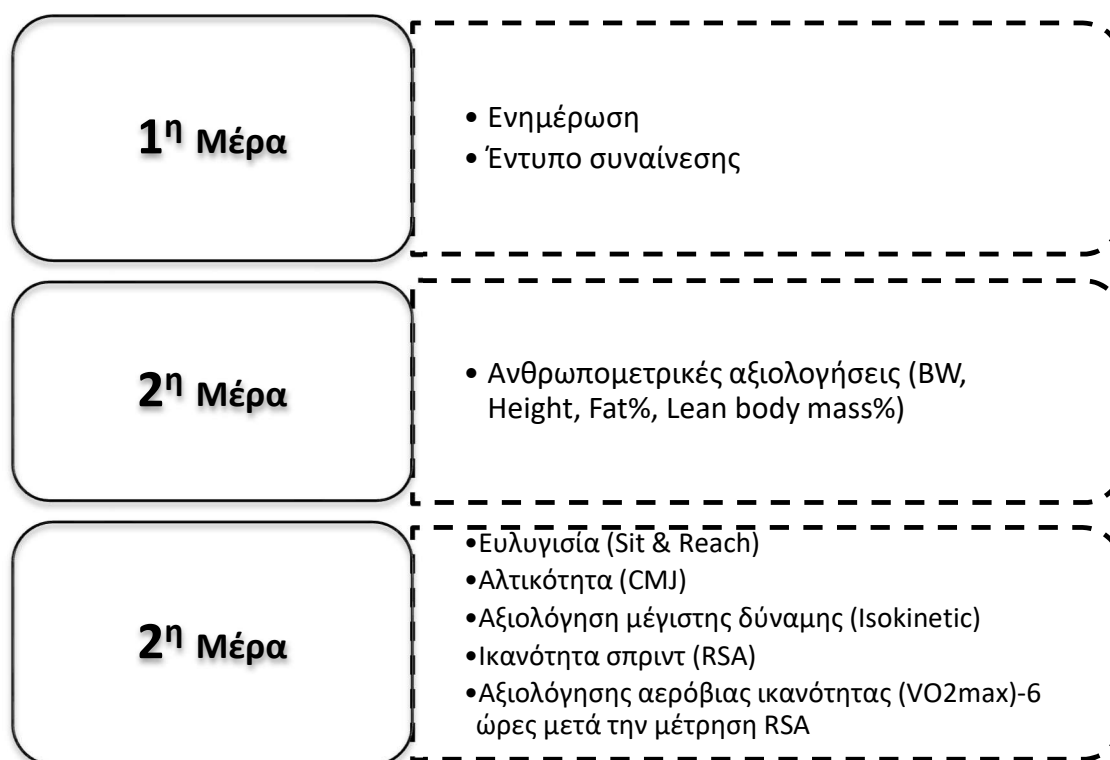 1η Μέρα
• Ενημέρωση
• Έντυπο συναίνεσης
2η Μέρα
• Ανθρωπομετρικές αξιολογήσεις (BW,
Height, Fat%, Lean body mass%)
2η Μέρα
•Ευλυγισία (Sit & Reach)
•Αλτικότητα (CMJ)
•Αξιολόγηση μέγιστης δύναμης (Isokinetic)
•Ικανότητα σπριντ (RSA)
•Αξιολόγησης αερόβιας ικανότητας (VO2max)-6
ώρες μετά την μέτρηση RSA